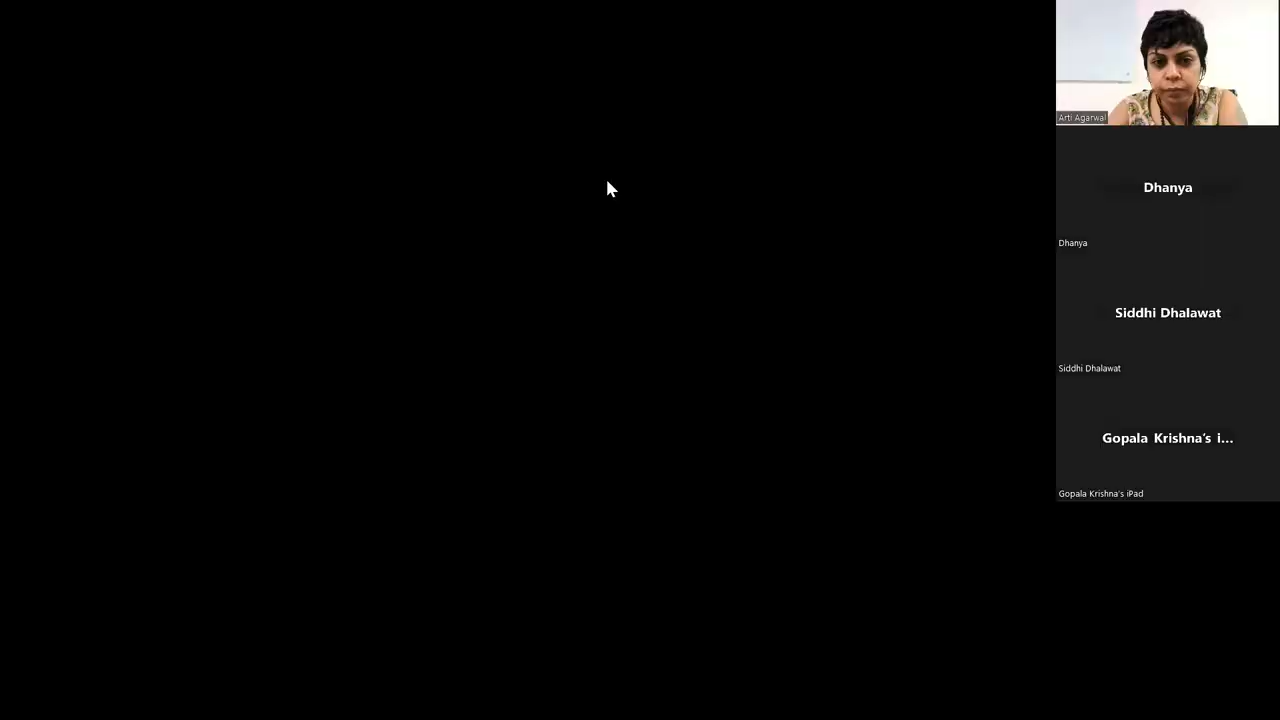 Arti Agarwal
Dhanya
Dhanya
Siddhi Dhalawat
Siddhi Dhalawat
Gopala Krishna's i...
Gopala Krishna's iPad